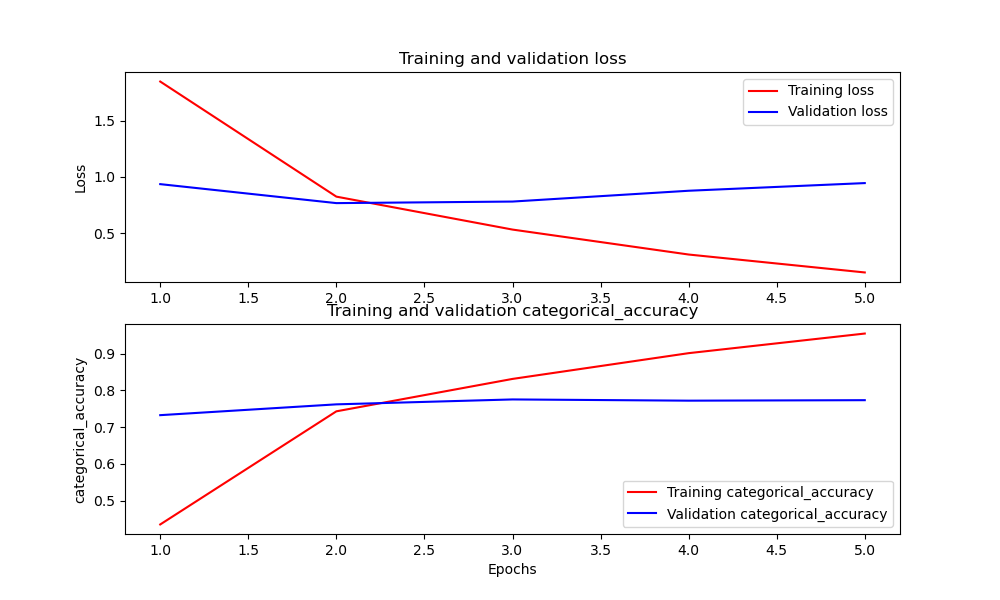 Training and validation loss
Training loss
Validation loss
1.5
1.0
0.5
Loss
1.0 1.5 2.0 2.5 3.0 3.5 4.0 4.5 5.0
Training and validation categorical_accuracy
0.9
0.8
0.7
0.6
0.5
categorical_accuracy
Training categorical_accuracy
Validation categorical_accuracy
1.0 1.5 2.0 2.5 3.0 3.5 4.0 4.5 5.0
Epochs